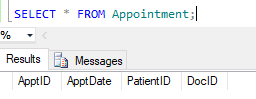 SELECT * FROM Appointment;
%
Results Messages
ApptID ApptDate PatientID DocID